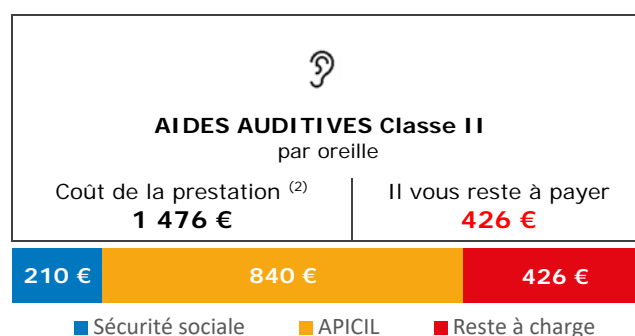 AIDES AUDITIVES Classe II
par oreille
Coût de la prestation (2)
1 476 €
Il vous reste à payer
426 €
210 € 840 € 426 €
Sécurité sociale APICIL Reste à charge